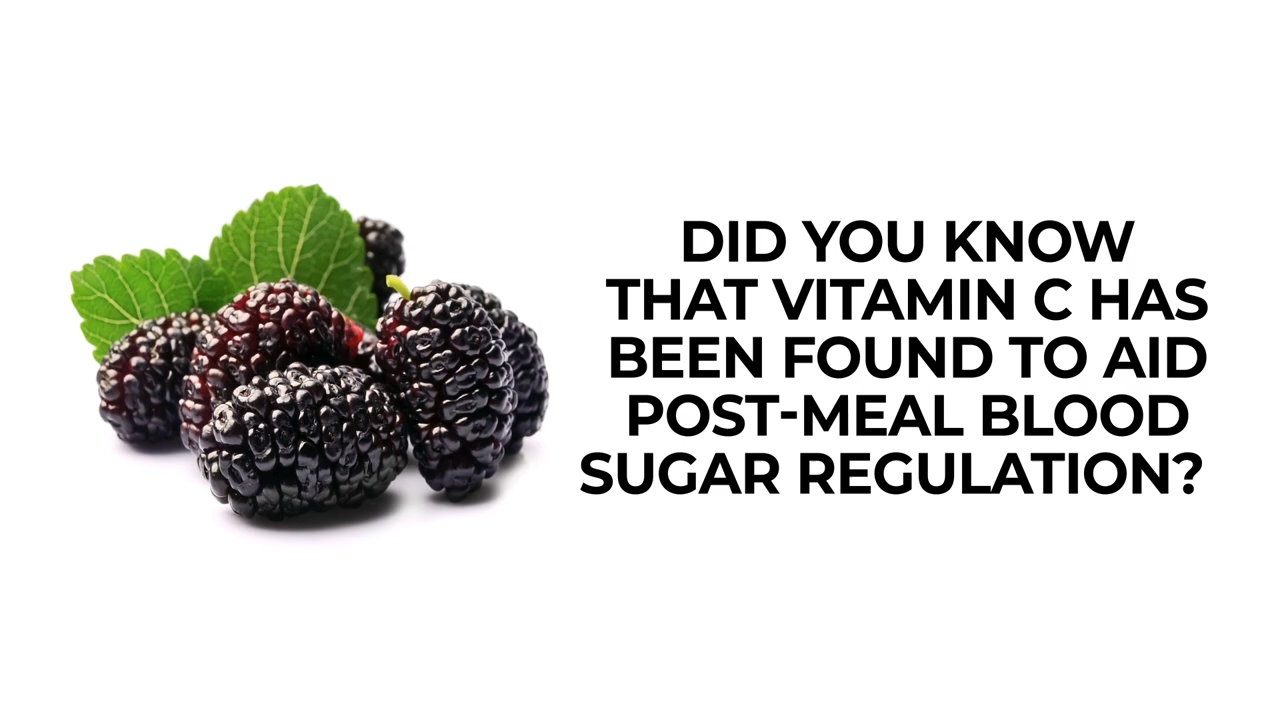 DID YOU KNOW
THAT VITAMIN C HAS
BEEN FOUND TO AID
POST-MEAL BLOOD
SUGAR REGULATION?